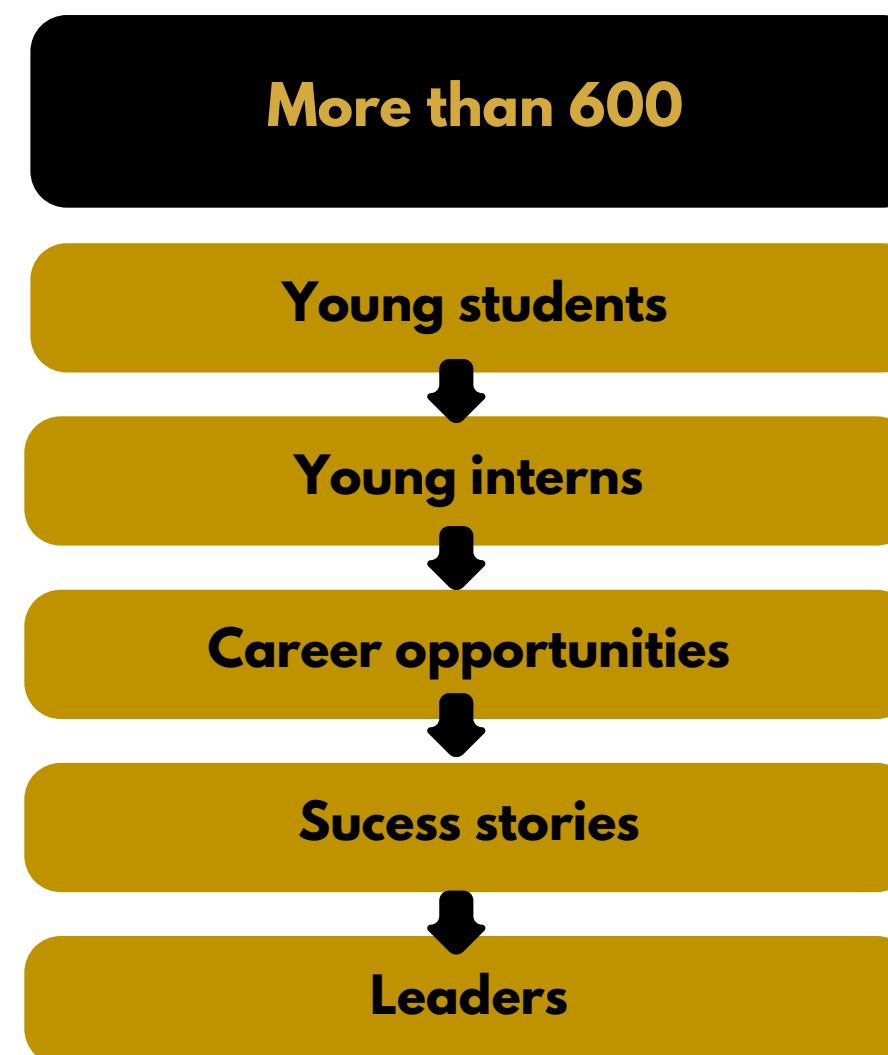 More than 600
Young students
Young interns
Career opportunities
Sucess stories
Leaders